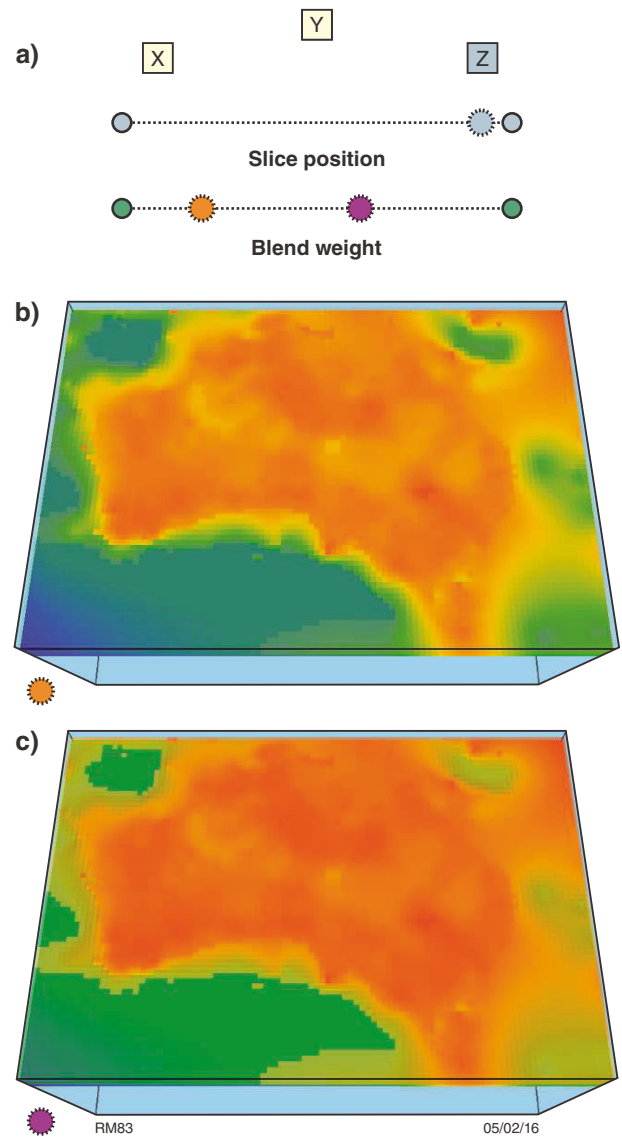 Y
a)
X
Z
Slice position
Blend weight
b)
c)
RM83
05/02/16